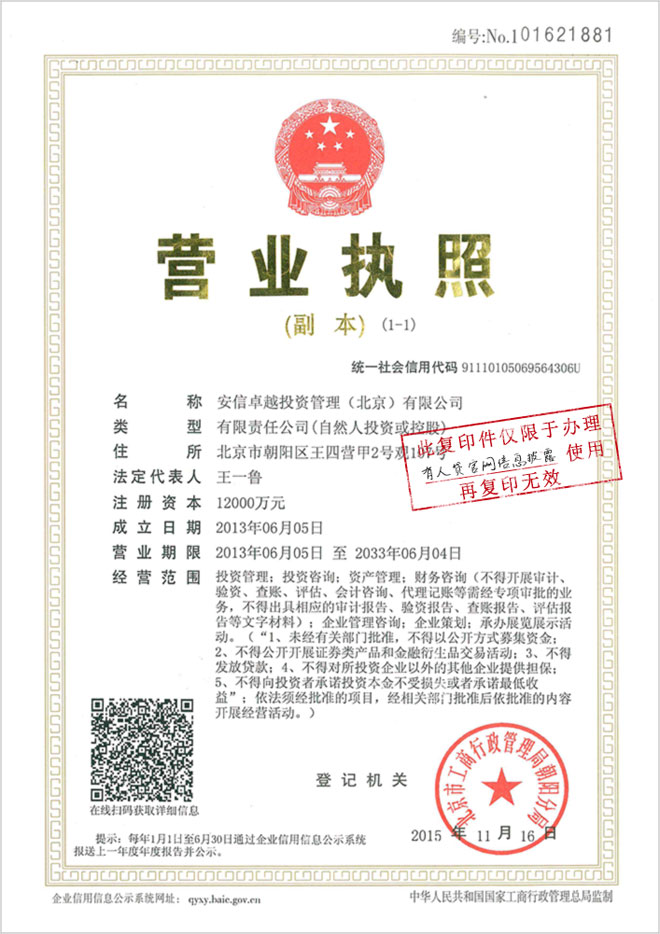 编号:No.1 01621881
营业执照
(副 本) (1-1)
统一社会信用代码 91110105069564306U
名 称 安信卓越投资管理（北京）有限公司
类 型 有限责任公司(自然人投资或控股)
住 所 北京市朝阳区王四营甲2号观
法定代表人 王一鲁
注册资本 12000万元
成立日期 2013年06月05日
营业期限 2013年06月05日 至 2033年06月04日
经营范围 投资管理；投资咨询；资产管理；财务咨询（不得开展审计、
验资、查账、评估、会计咨询、代理记账等需经专项审批的业
务，不得出具相应的审计报告、验资报告、查账报告、评估报
告等文字材料）；企业管理咨询；企业策划；承办展览展示活
动。（“1、未经有关部门批准，不得以公开方式募集资金；
2、不得公开开展证券类产品和金融衍生品交易活动；3、不得
发放贷款；4、不得对所投资企业以外的其他企业提供担保；
5、不得向投资者承诺投资本金不受损失或者承诺最低收
益”；依法须经批准的项目，经相关部门批准后依批准的内容
开展经营活动。）
此复印件仅限于办理
有人贷官网信息披露 使用
再复印无效
在线扫码获取详细信息
登记机关
北京市工商行政管理局朝阳分局
2015 年 11 月 16 日
提示：每年1月1日至6月30日通过企业信用信息公示系统
报送上一年度年度报告并公示。
企业信用信息公示系统网址： qyxy.baic.gov.cn
中华人民共和国国家工商行政管理总局监制